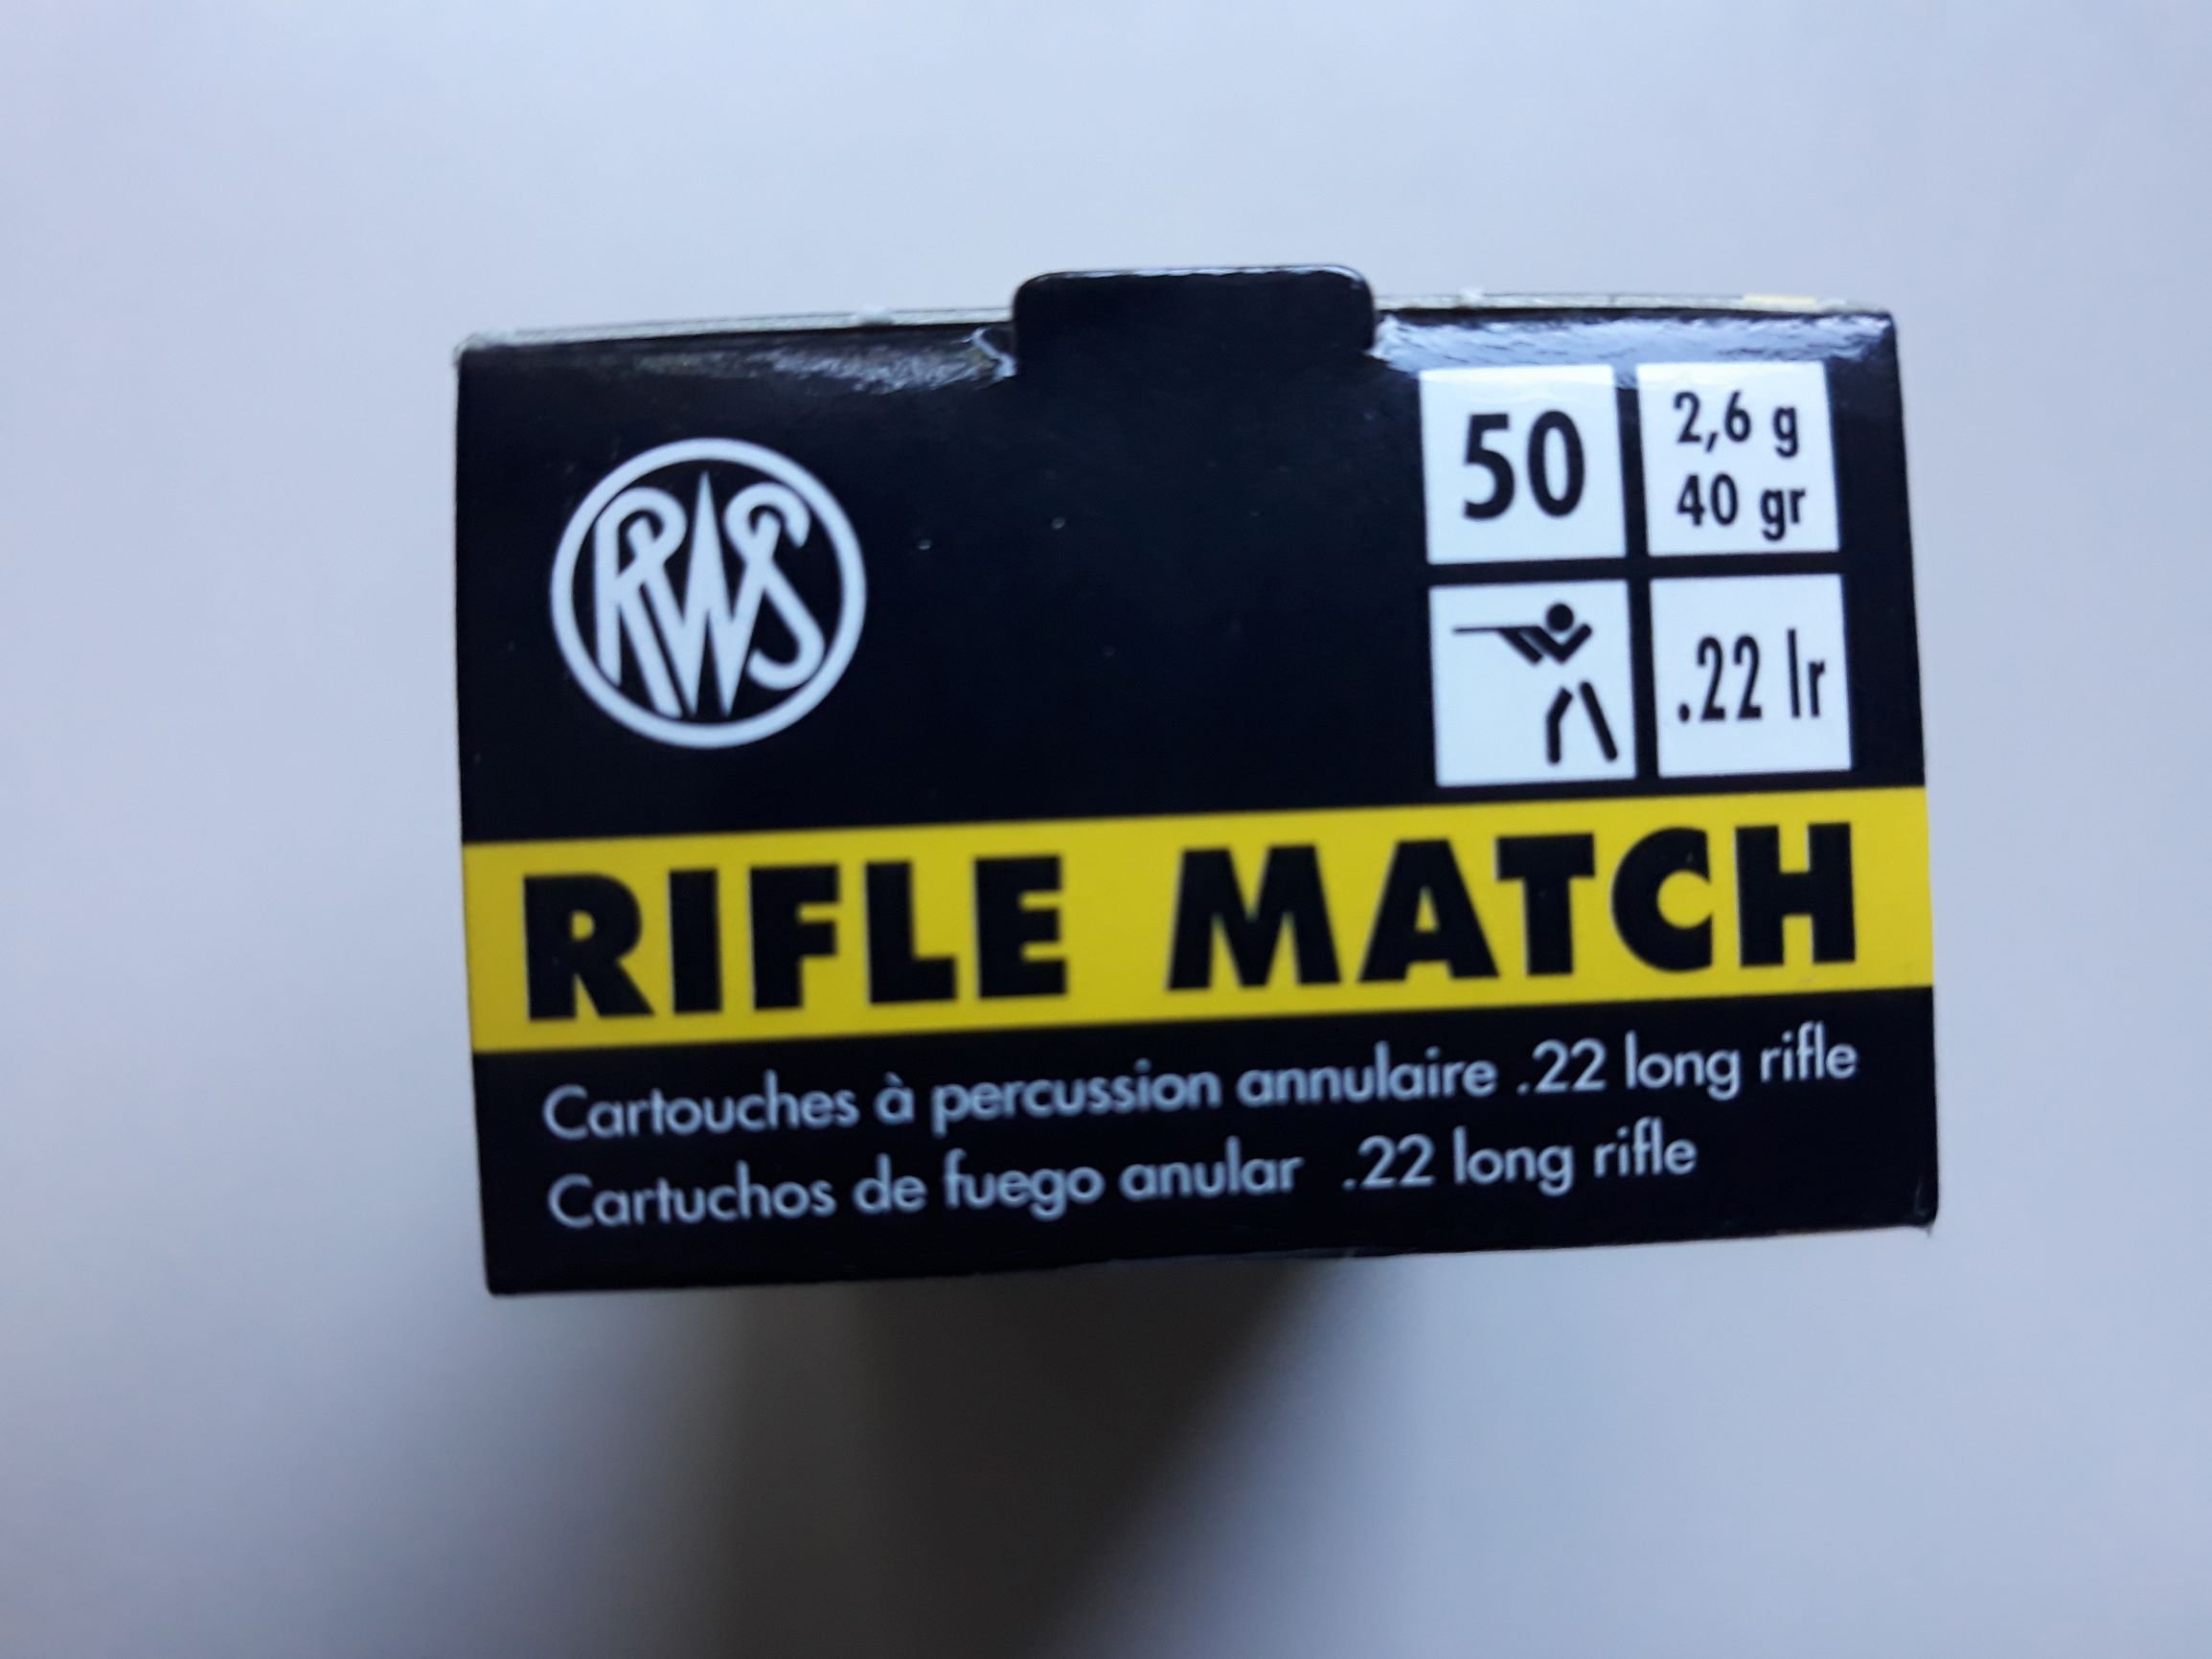 RWS
50
2,6 g
40 gr
.22 lr
RIFLE MATCH
Cartouches à percussion annulaire .22 long rifle
Cartuchos de fuego anular .22 long rifle